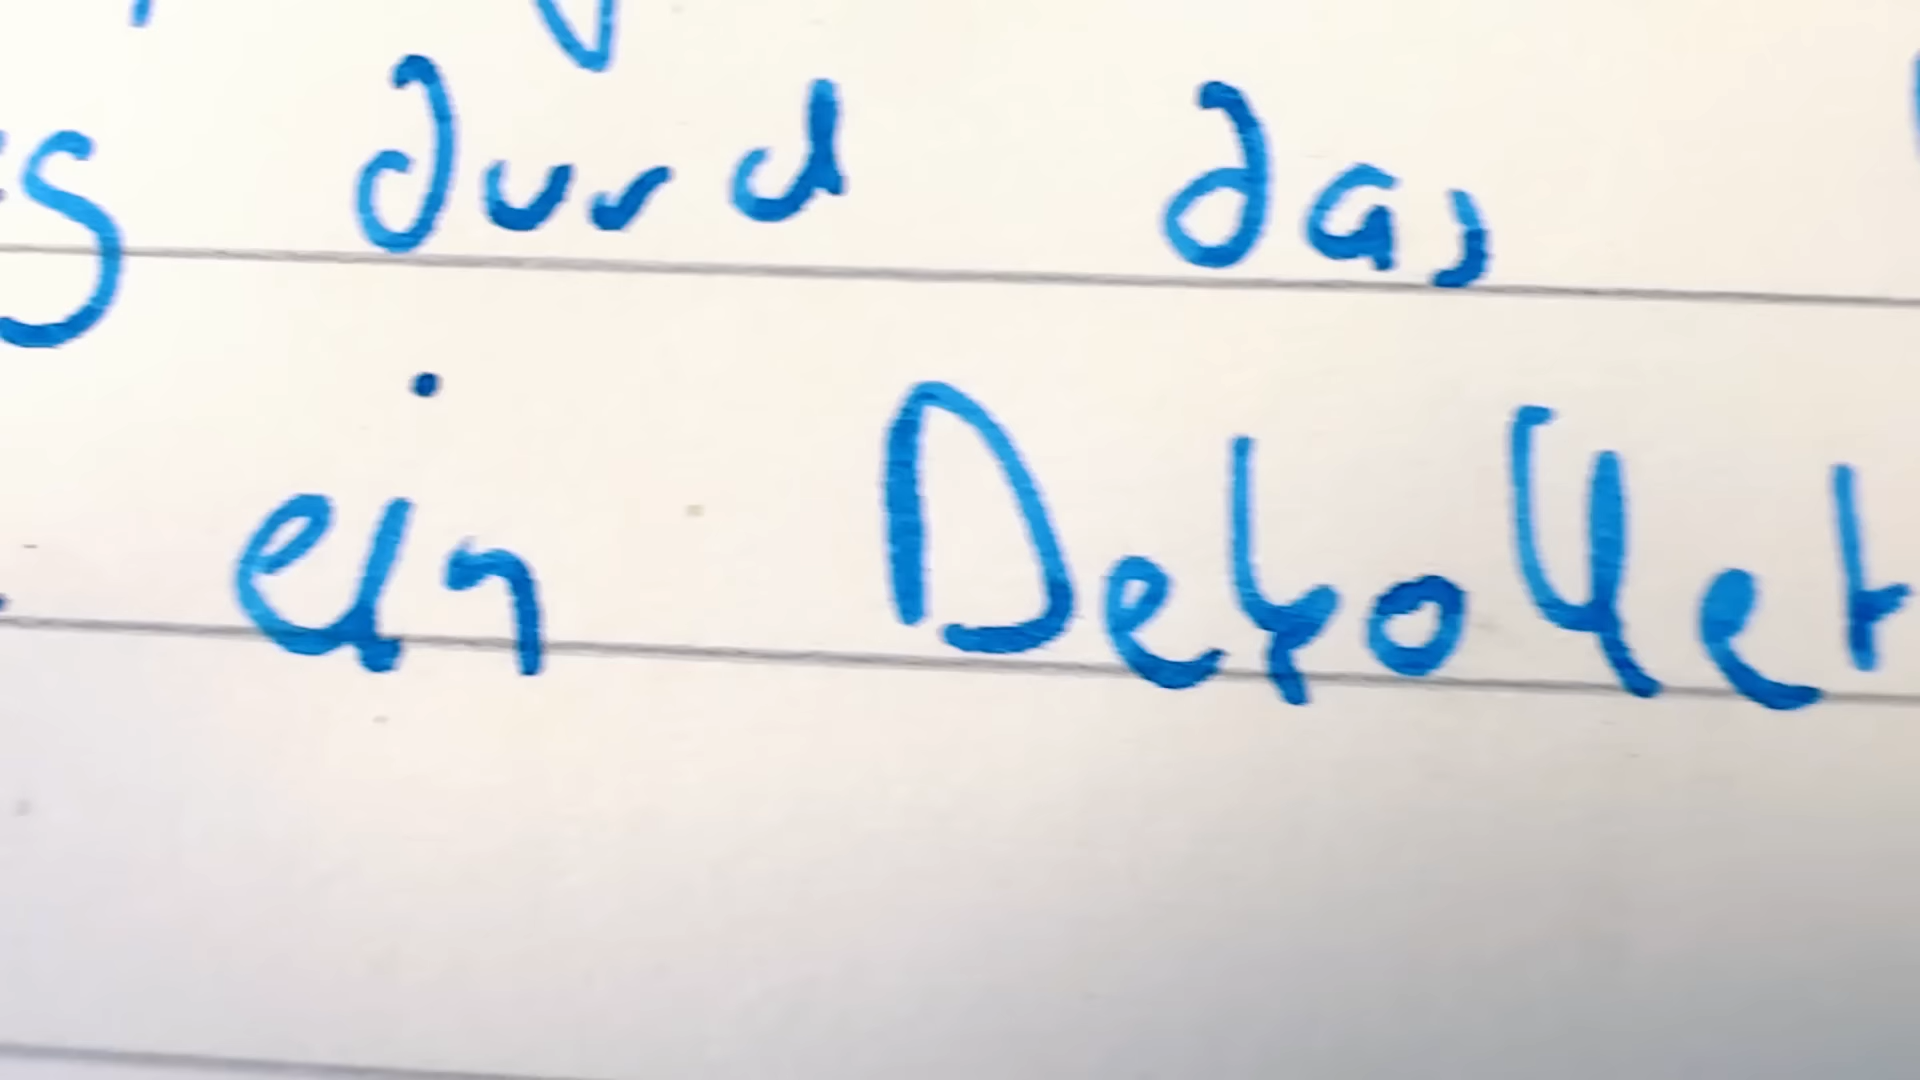 g durch das
ein Dekollet